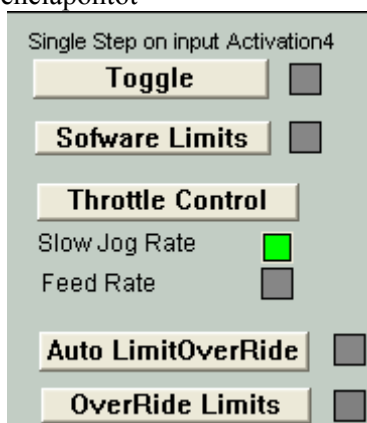 Single Step on input Activation4
Toggle
Sofware Limits
Throttle Control
Slow Jog Rate
Feed Rate
Auto LimitOverRide
OverRide Limits